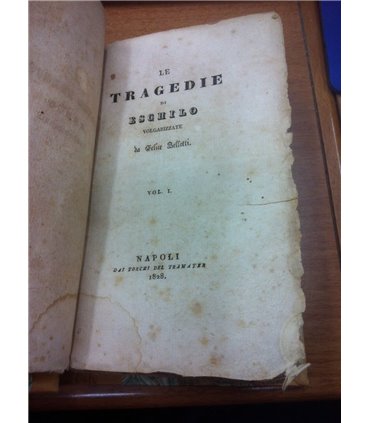 LE
TRAGEDIE
DI
ESCHILO
VOLGARIZZATE
da Felice Bellotti.
VOL. I.
NAPOLI
DAI TORCHI DEL TRAMATER
1828.